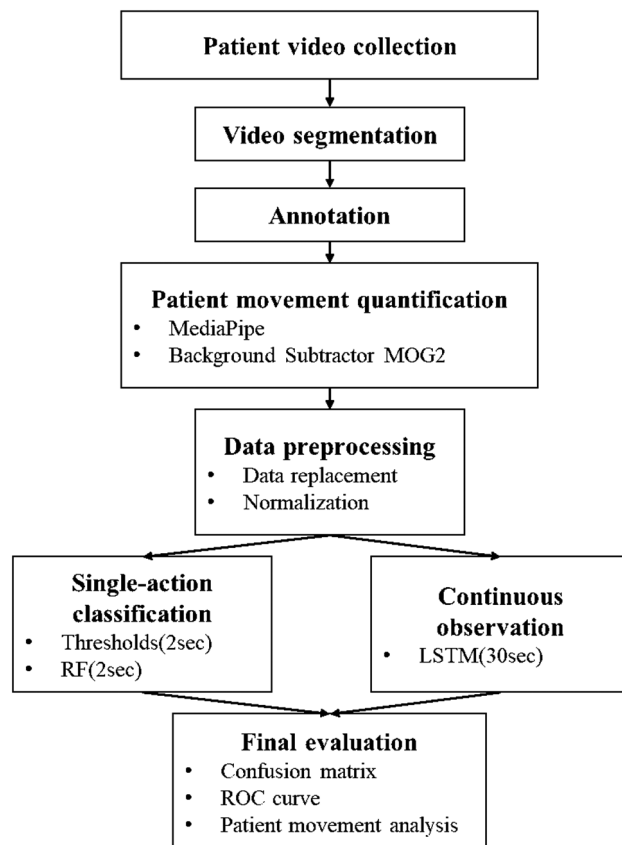 Patient video collection
Video segmentation
Annotation
Patient movement quantification
• MediaPipe
• Background Subtractor MOG2
Data preprocessing
• Data replacement
• Normalization
Single-action
classification
• Thresholds(2sec)
• RF(2sec)
Continuous
observation
• LSTM(30sec)
Final evaluation
• Confusion matrix
• ROC curve
• Patient movement analysis